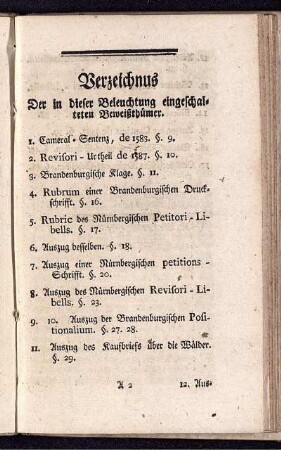 Verzeichnus
Der in dieser Beleuchtung eingeschal-
teten Beweißthümer.
1. Cameral-Sentenz, de 1583. §. 9.
2. Revisori-Urtheil de 1587. §. 10.
3. Brandenburgische Klage. §. 11.
4. Rubrum einer Brandenburgischen Druck-
schrifft. §. 16.
5. Rubric des Nürnbergischen Petitori-Li-
bells. §. 17.
6. Auszug desselben. §. 18.
7. Auszug einer Nürnbergischen petitions-
Schrifft. §. 20.
8. Auszug des Nürnbergischen Revisori-Li-
bells. §. 23.
9. 10. Auszug der Brandenburgischen Posi-
tionalium. §. 27. 28.
11. Auszug des Kaufbriefs über die Wälder.
§. 29.
A 2 12. Aus-